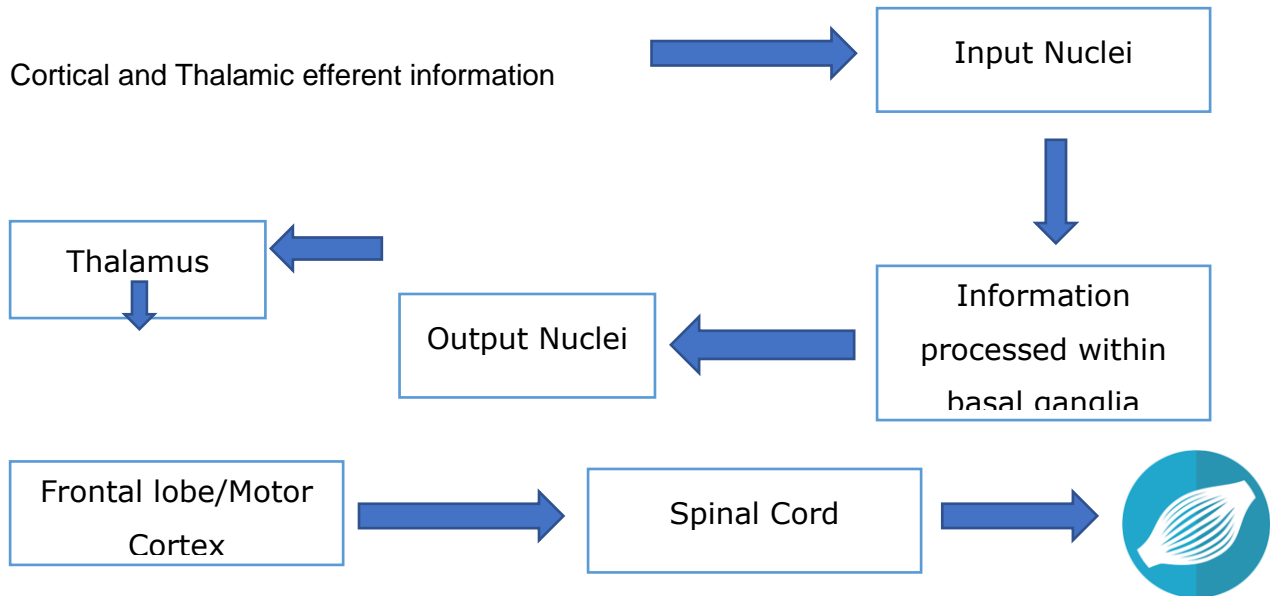 Cortical and Thalamic efferent information
Input Nuclei
Information
processed within
basal ganglia
Output Nuclei
Thalamus
Frontal lobe/Motor
Cortex
Spinal Cord